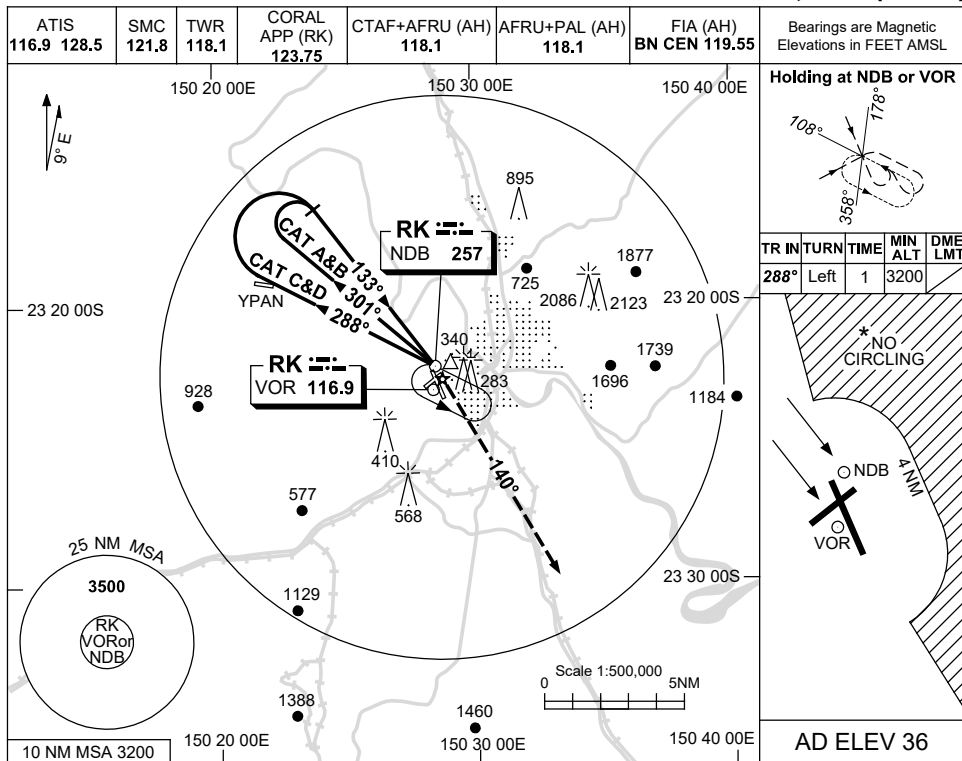 ATIS
116.9 128.5
SMC
121.8
TWR
118.1
CORAL
APP (RK)
123.75
CTAF+AFRU (AH)
118.1
AFRU+PAL (AH)
118.1
FIA (AH)
BN CEN 119.55
Bearings are Magnetic
Elevations in FEET AMSL
150 20 00E
150 30 00E
150 40 00E
9° E
Holding at NDB or VOR
108°
178°
358°
895
RK
NDB 257
CAT A&B
CAT C&D
133°
301°
288°
YPAN
725
1877
2086
2123
TR IN
TURN
TIME
MIN
ALT
DME
LMT
288°
Left
1
3200
23 20 00S
23 20 00S
*NO
CIRCLING
340
283
RK
VOR 116.9
1739
1696
1184
928
410
568
140°
4 NM
NDB
VOR
577
25 NM MSA
3500
RK
VORor
NDB
23 30 00S
1129
Scale 1:500,000
0
5NM
1388
1460
10 NM MSA 3200
150 20 00E
150 30 00E
150 40 00E
AD ELEV 36